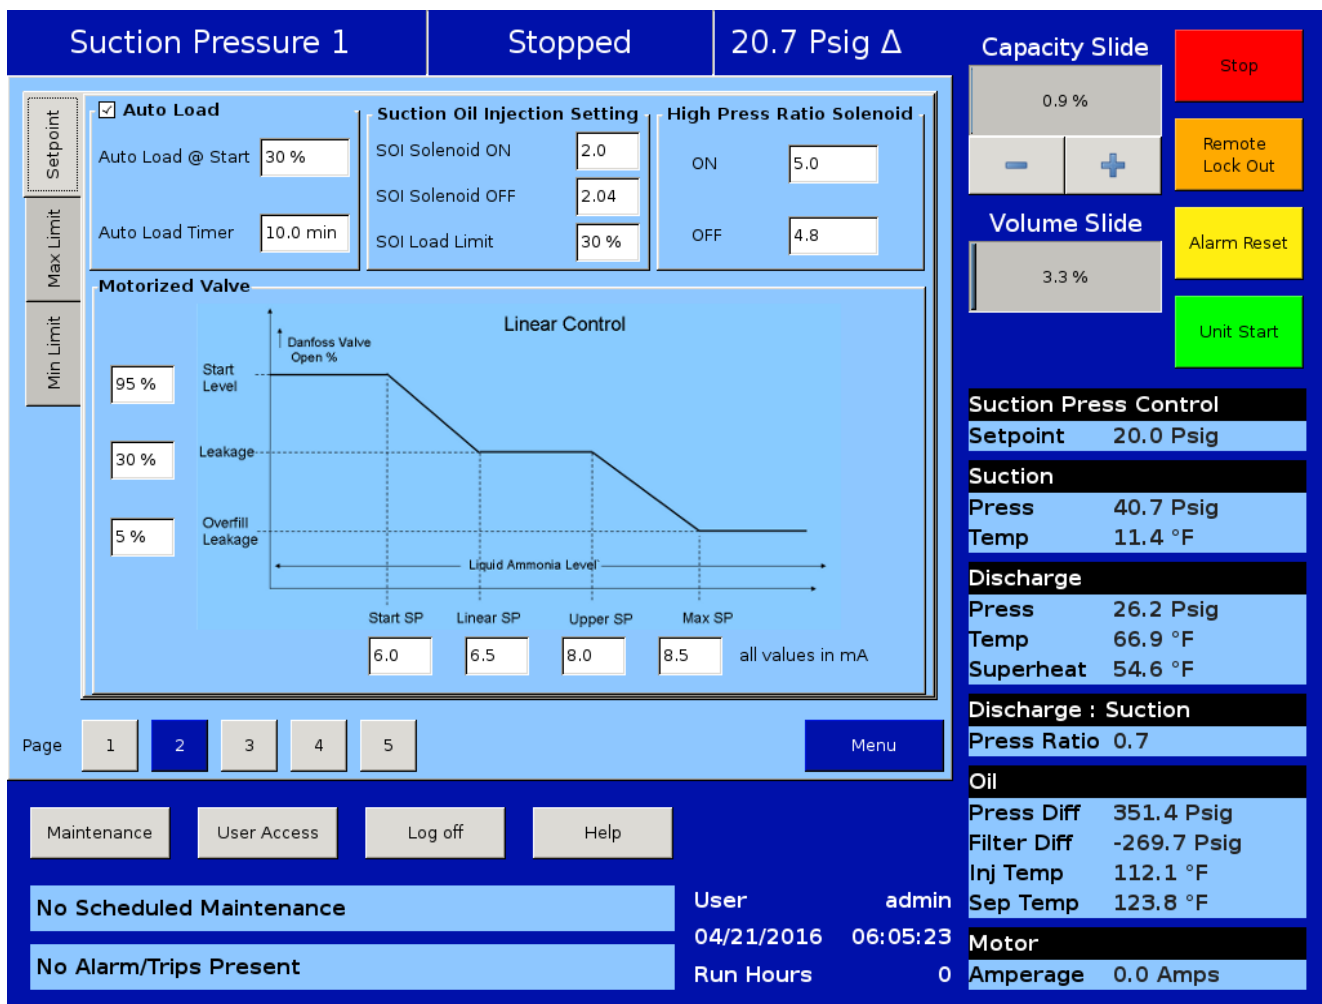 Suction Pressure 1
Stopped
20.7 Psig Δ
Setpoint
Max Limit
Min Limit
Auto Load
Auto Load @ Start 30 %
Auto Load Timer 10.0 min
Suction Oil Injection Setting
SOI Solenoid ON 2.0
SOI Solenoid OFF 2.04
SOI Load Limit 30 %
High Press Ratio Solenoid
ON 5.0
OFF 4.8
Motorized Valve
Linear Control
Danfoss Valve
Open %
95 %
Start
Level
30 %
Leakage
5 %
Overfill
Leakage
Liquid Ammonia Level
Start SP Linear SP Upper SP Max SP
6.0 6.5 8.0 8.5 all values in mA
Page 1 2 3 4 5 Menu
Maintenance User Access Log off Help
No Scheduled Maintenance
No Alarm/Trips Present
User admin
04/21/2016 06:05:23
Run Hours 0
Capacity Slide
0.9 %
Volume Slide
3.3 %
Stop
Remote
Lock Out
Alarm Reset
Unit Start
Suction Press Control
Setpoint 20.0 Psig
Suction
Press 40.7 Psig
Temp 11.4 °F
Discharge
Press 26.2 Psig
Temp 66.9 °F
Superheat 54.6 °F
Discharge : Suction
Press Ratio 0.7
Oil
Press Diff 351.4 Psig
Filter Diff -269.7 Psig
Inj Temp 112.1 °F
Sep Temp 123.8 °F
Motor
Amperage 0.0 Amps